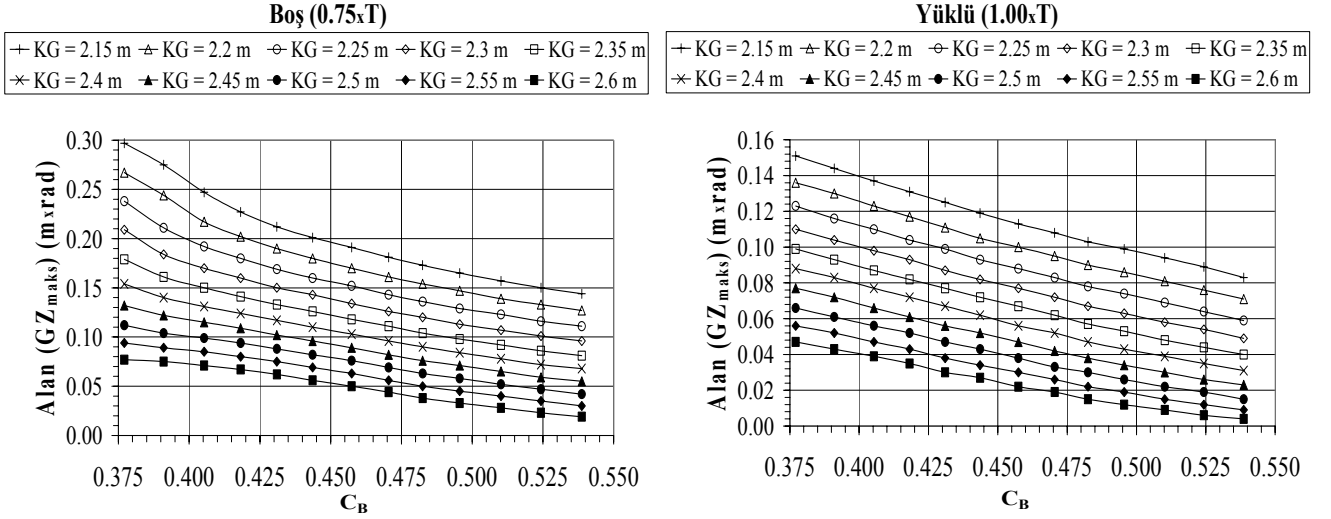 Boş (0.75xT)
KG = 2.15 m KG = 2.2 m KG = 2.25 m KG = 2.3 m KG = 2.35 m
KG = 2.4 m KG = 2.45 m KG = 2.5 m KG = 2.55 m KG = 2.6 m
Alan (GZmaks) (mxrad)
0.30
0.25
0.20
0.15
0.10
0.05
0.00
0.375 0.400 0.425 0.450 0.475 0.500 0.525 0.550
CB
Yüklü (1.00xT)
KG = 2.15 m KG = 2.2 m KG = 2.25 m KG = 2.3 m KG = 2.35 m
KG = 2.4 m KG = 2.45 m KG = 2.5 m KG = 2.55 m KG = 2.6 m
Alan (GZmaks) (mxrad)
0.16
0.14
0.12
0.10
0.08
0.06
0.04
0.02
0.00
0.375 0.400 0.425 0.450 0.475 0.500 0.525 0.550
CB